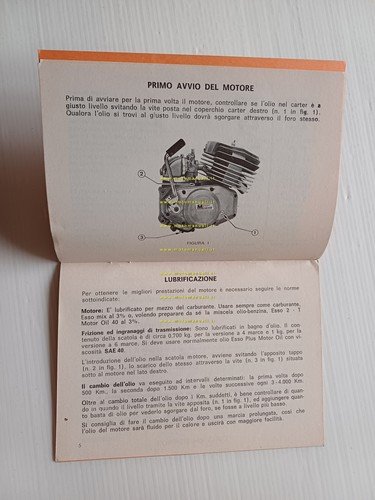 PRIMO AVVIO DEL MOTORE
Prima di avviare per la prima volta il motore, controllare se l'olio nel carter è a
giusto livello svitando la vite posta nel coperchio carter destro (n. 1 in fig. 1).
Qualora l'olio si trovi al giusto livello dovrà sgorgare attraverso il foro stesso.
www.motomanuali.it
2
1
3
FIGURA 1
LUBRIFICAZIONE
Per ottenere le migliori prestazioni del motore è necessario seguire le norme
sottoindicate:
Motore: E' lubrificato per mezzo del carburante. Usare sempre come carburante,
Esso mix al 3% o, volendo preparare da sé la miscela olio-benzina, Esso 2 - T
Motor Oil 40 al 3%.
Frizione ed ingranaggi di trasmissione: Sono lubrificati in bagno d'olio. Il con-
tenuto della scatola è di circa 0,700 kg. per la versione a 4 marce o 1 kg. per la
versione a 6 marce. Si deve usare normalmente olio Esso Plus Motor Oil con vi-
scosità SAE 40.
L'introduzione dell'olio nella scatola motore, avviene svitando l'apposito tappo
(n. 2 in fig. 1), lo scarico dello stesso attraverso la vite (n. 3 in fig. 1) situato
sotto al motore nel lato destro.
Il cambio dell'olio va eseguito ad intervalli determinati: la prima volta dopo
500 Km., la seconda dopo 1.500 Km e le volte successive ogni 3 - 4.000 Km.
Oltre al cambio totale dell'olio dopo i Km. suddetti, è bene controllare di quan-
do in quando il livello tramite la vite apposita (n. 1 in fig. 1), ed aggiungere quan-
to basta di olio per vederlo sgorgare dal foro, se fosse a livello più basso.
Si consiglia di fare il cambio dell'olio dopo una marcia prolungata, così che
l'olio del motore sarà fluido per il calore e uscirà con maggiore facilità.
5